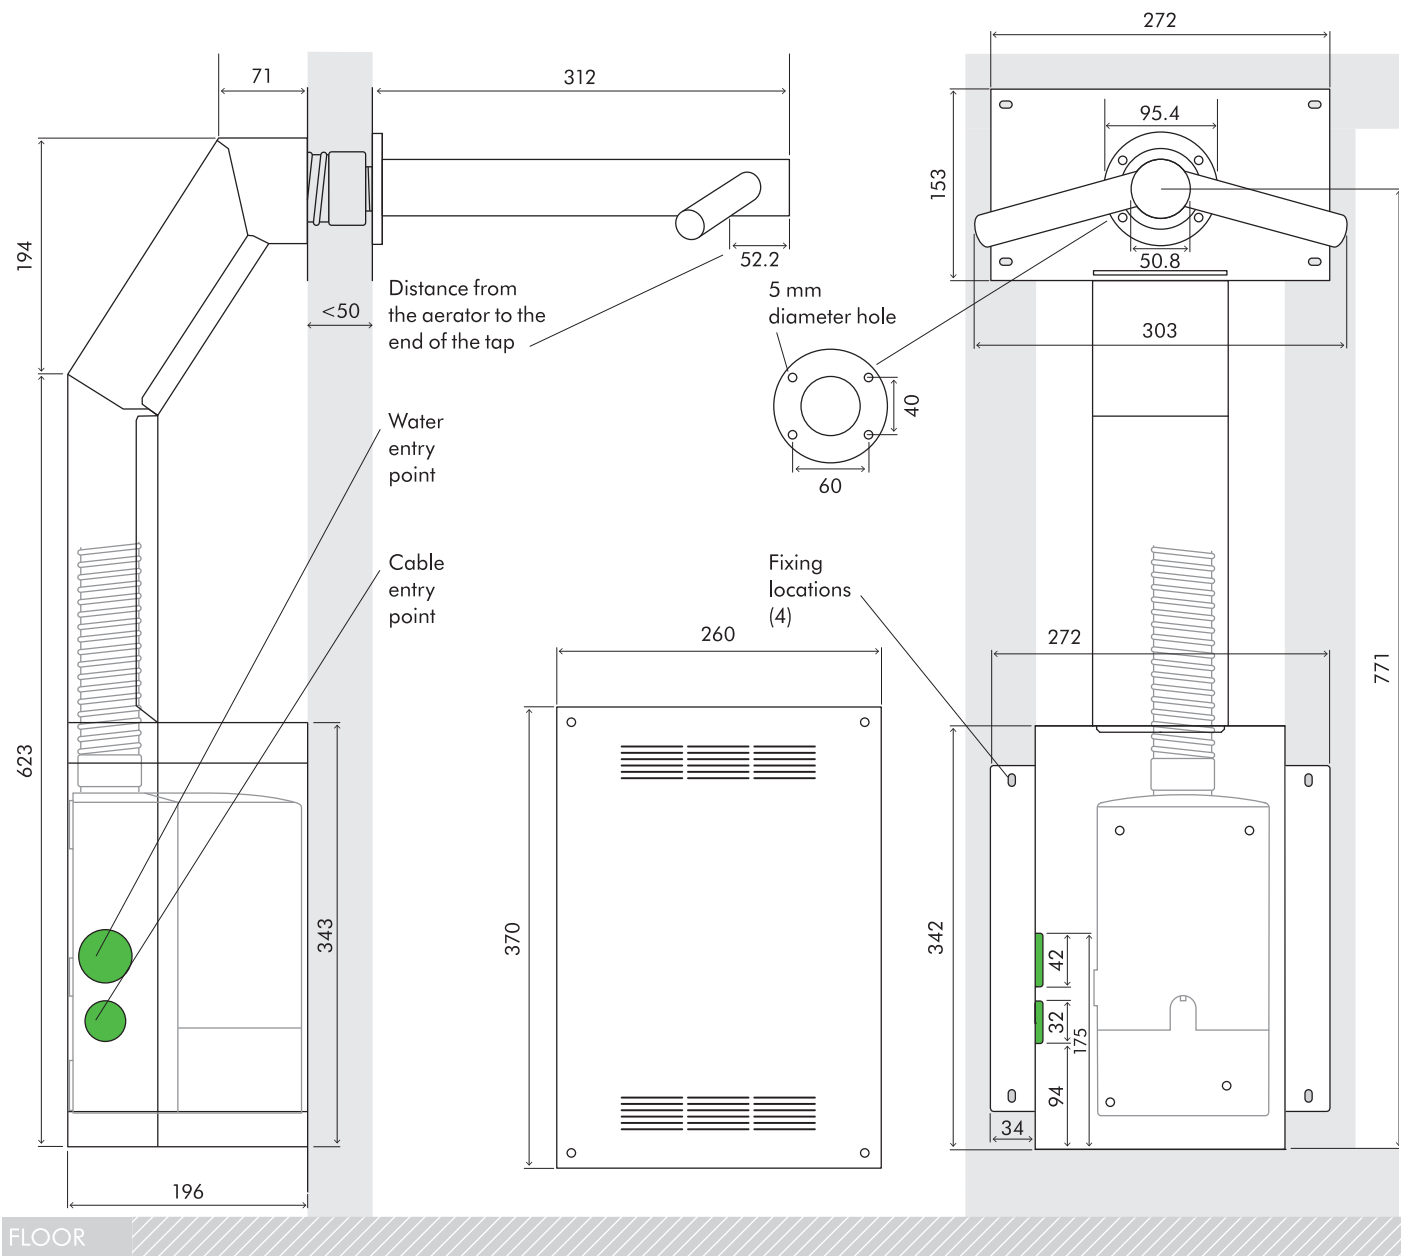 272
71
312
95.4
153
194
52.2
50.8
Distance from
the aerator to the
end of the tap
5 mm
diameter hole
<50
303
40
Water
entry
point
60
Cable
entry
point
Fixing
locations
(4)
260
272
771
623
343
370
342
42
32
175
94
34
196
FLOOR